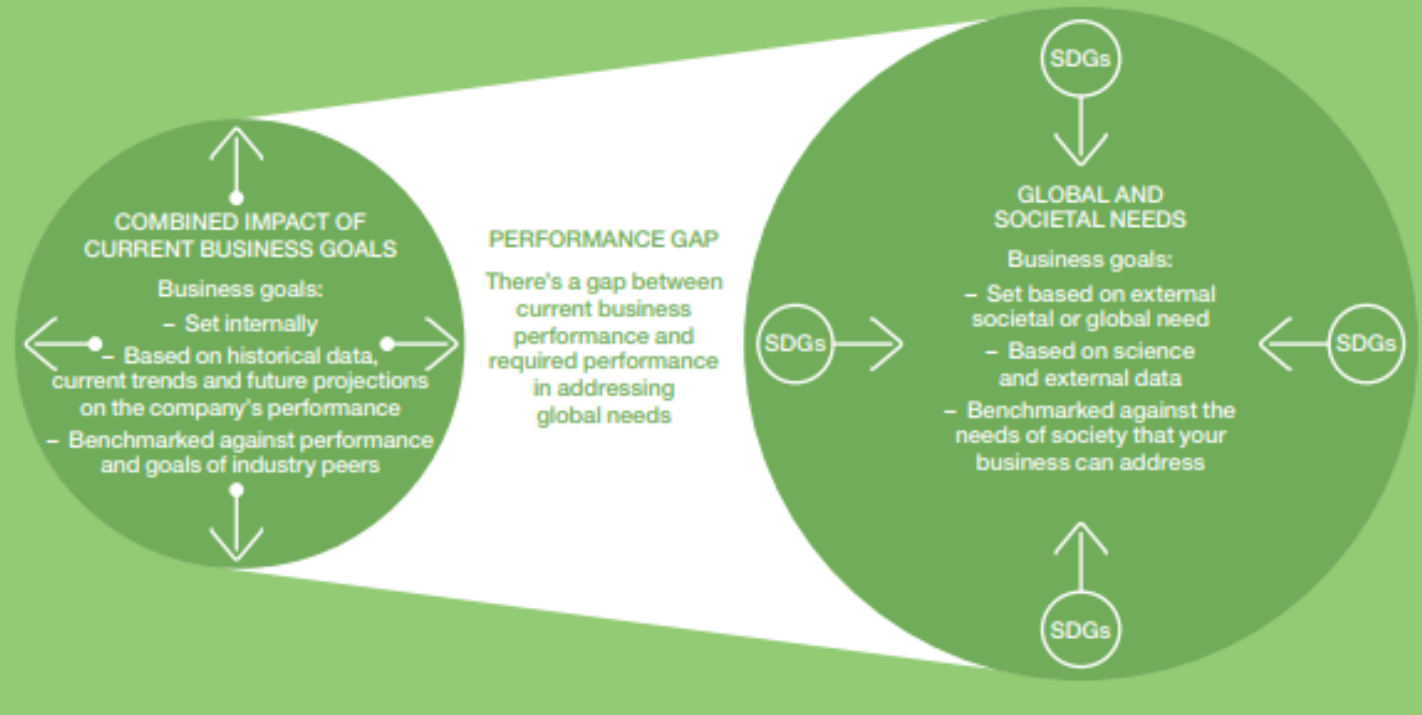 COMBINED IMPACT OF
CURRENT BUSINESS GOALS
Business goals:
– Set internally
– Based on historical data,
current trends and future projections
on the company's performance
– Benchmarked against performance
and goals of industry peers
PERFORMANCE GAP
There's a gap between
current business
performance and
required performance
in addressing
global needs
SDGs
GLOBAL AND
SOCIETAL NEEDS
Business goals:
– Set based on external
societal or global need
– Based on science
and external data
– Benchmarked against the
needs of society that your
business can address
SDGs
SDGs
SDGs